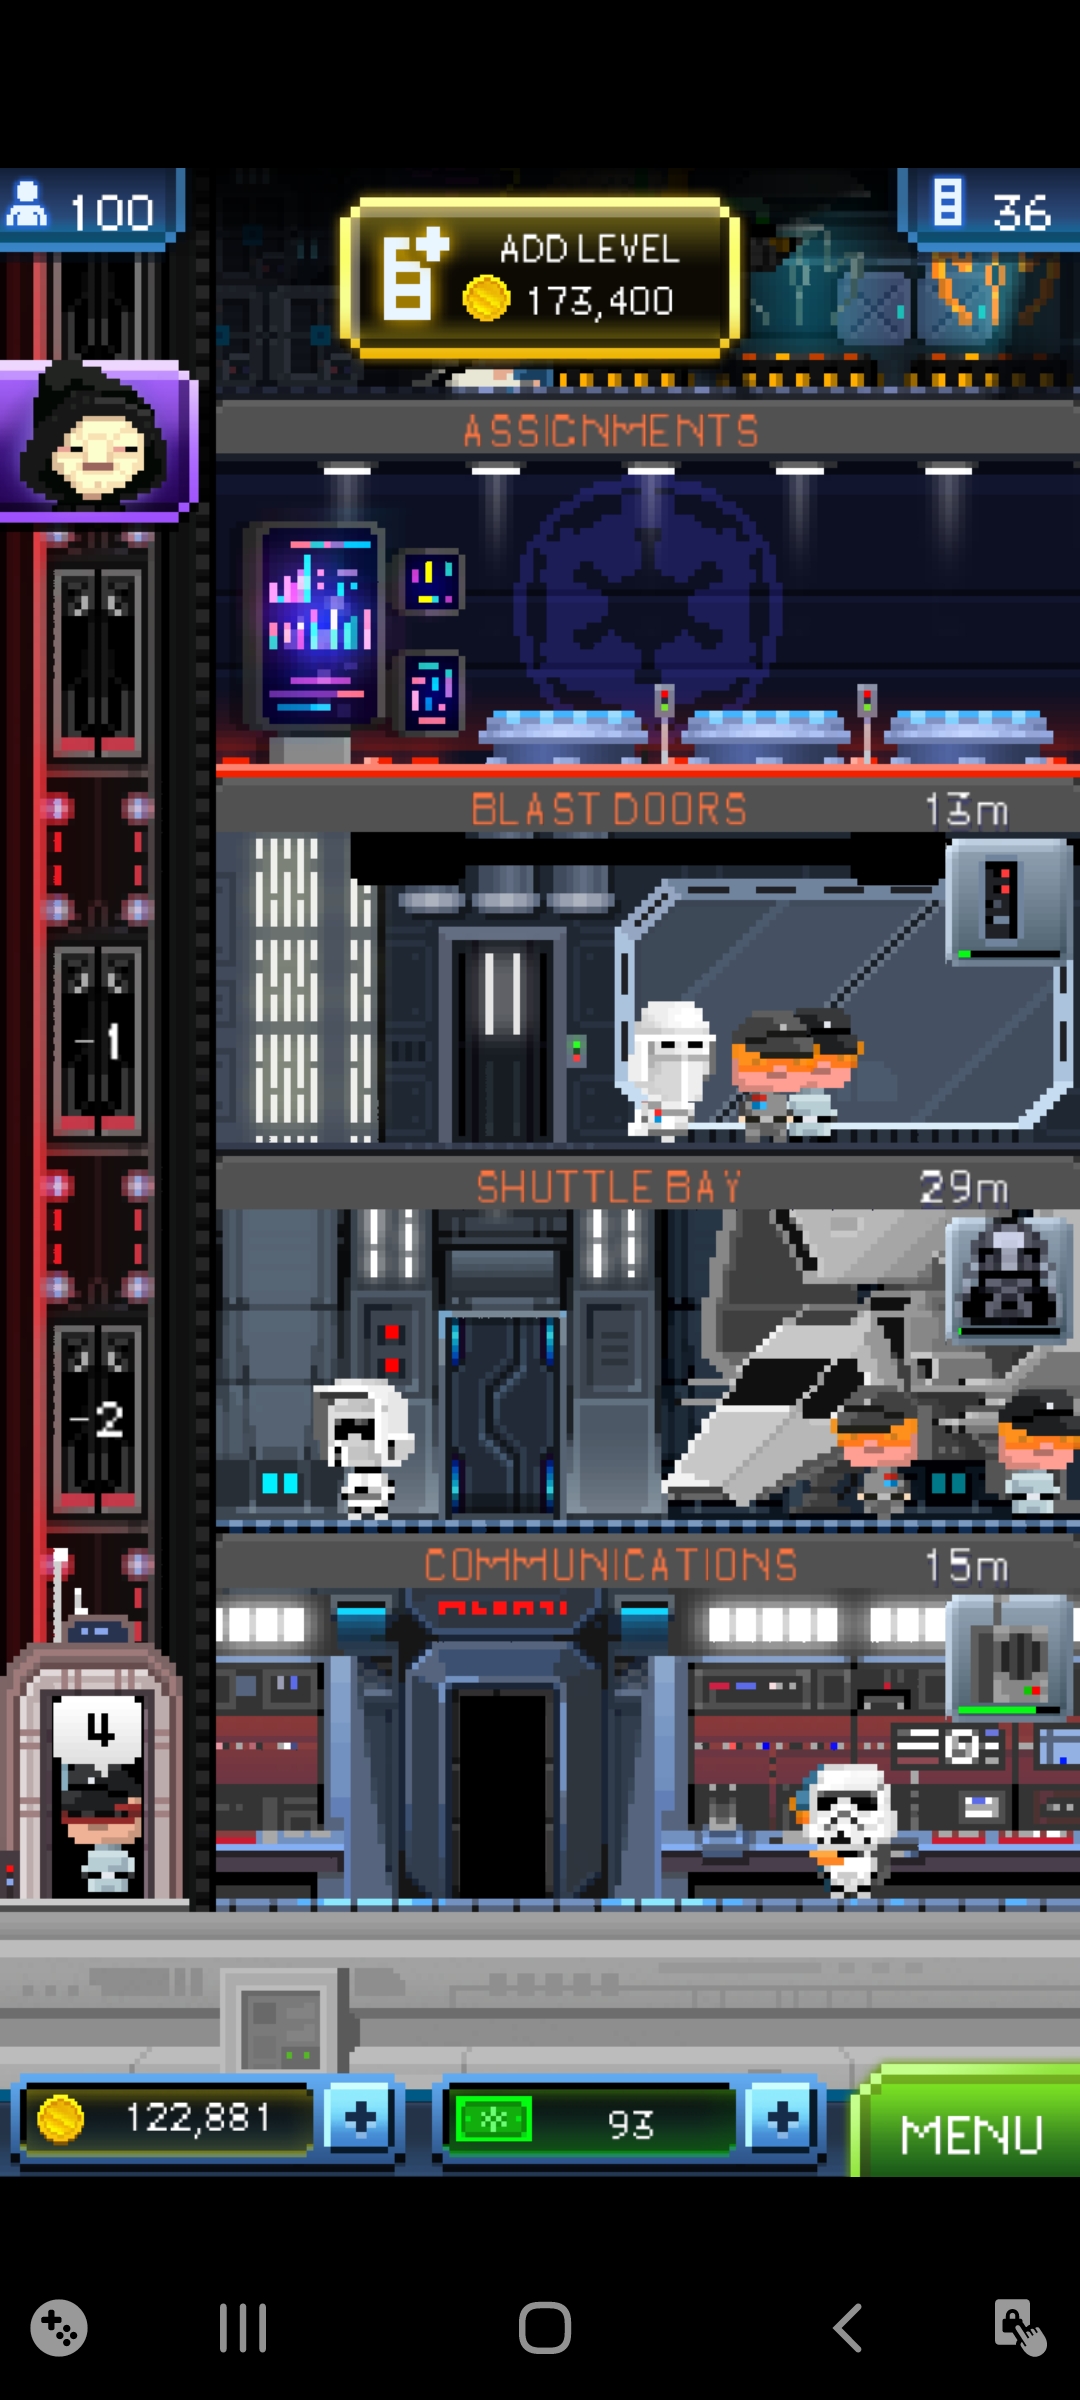 100
ADD LEVEL
173,400
36
ASSIGNMENTS
BLAST DOORS
13m
-1
SHUTTLE BAY
29m
-2
COMMUNICATIONS
15m
4
122,881
93
MENU